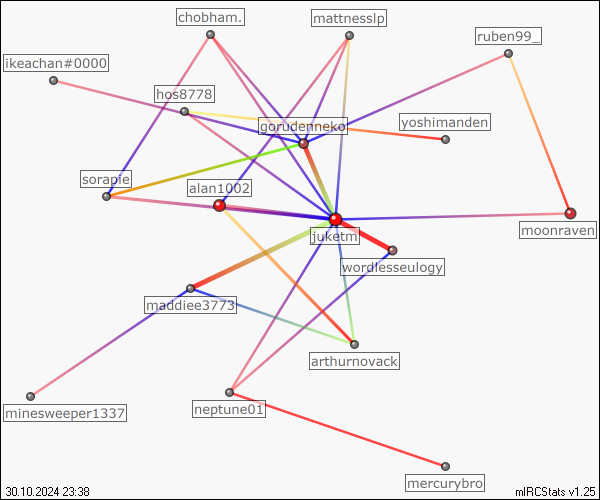 chobham.
mattnesslp
ruben99_
ikeachan#0000
hos8778
gorudenneko
yoshimanden
sorapie
alan1002
moonraven
juketm
wordlesseulogy
maddiee3773
arthurnovack
minesweeper1337
neptune01
mercurybro
30.10.2024 23:38
mIRCStats v1.25